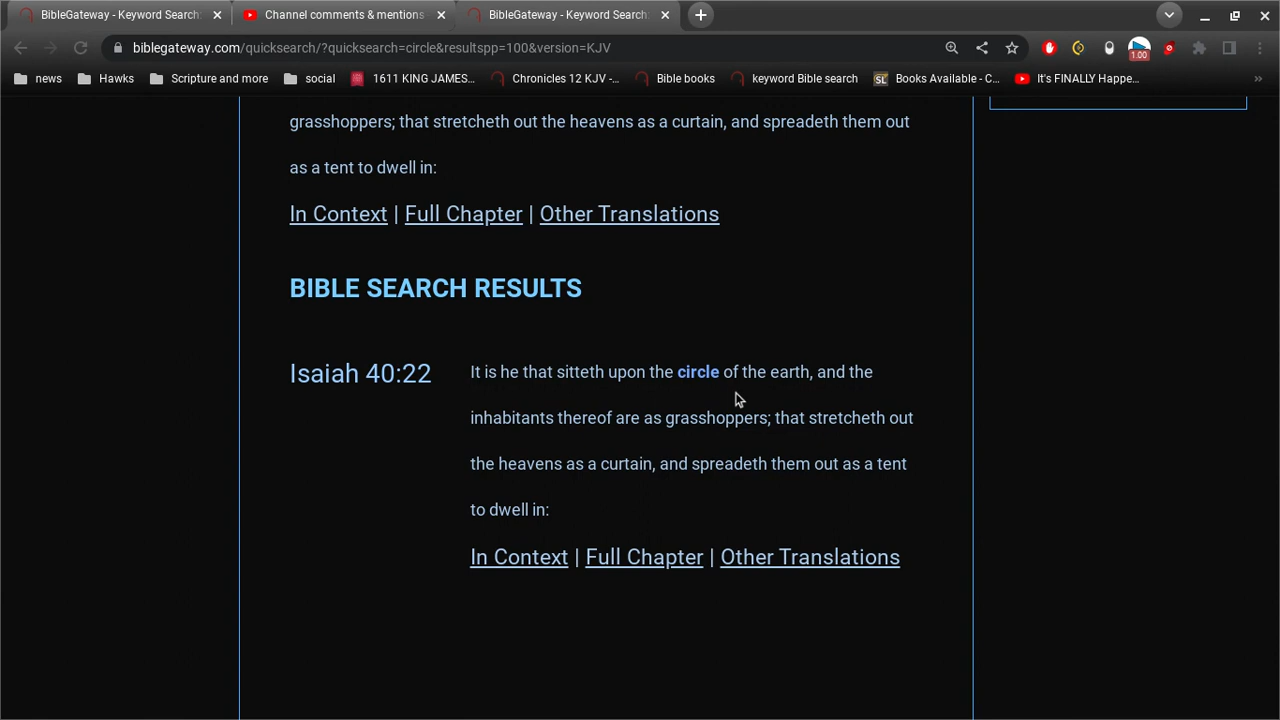 BibleGateway - Keyword Search:
Channel comments & mentions -
BibleGateway - Keyword Search:
biblegateway.com/quicksearch/?quicksearch=circle&resultspp=100&version=KJV
1.00
news
Hawks
Scripture and more
social
1611 KING JAMES...
Chronicles 12 KJV -...
Bible books
keyword Bible search
SL
Books Available - C...
It's FINALLY Happe...
grasshoppers; that stretcheth out the heavens as a curtain, and spreadeth them out
as a tent to dwell in:
In Context | Full Chapter | Other Translations
BIBLE SEARCH RESULTS
Isaiah 40:22
It is he that sitteth upon the circle of the earth, and the
inhabitants thereof are as grasshoppers; that stretcheth out
the heavens as a curtain, and spreadeth them out as a tent
to dwell in:
In Context | Full Chapter | Other Translations